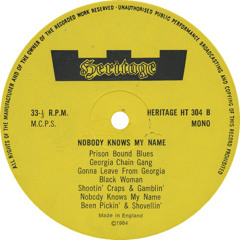 ALL RIGHTS OF THE MANUFACTURER AND OF THE OWNER OF THE RECORDED WORK RESERVED · UNAUTHORISED PUBLIC PERFORMANCE BROADCASTING AND COPYING OF THIS RECORD PROHIBITED
Heritage
33-⅓ R.P.M.
M.C.P.S.
HERITAGE HT 304 B
MONO
NOBODY KNOWS MY NAME
Prison Bound Blues
Georgia Chain Gang
Gonna Leave From Georgia
Black Woman
Shootin' Craps & Gamblin'
Nobody Knows My Name
Been Pickin' & Shovellin'
Made in England
©1984